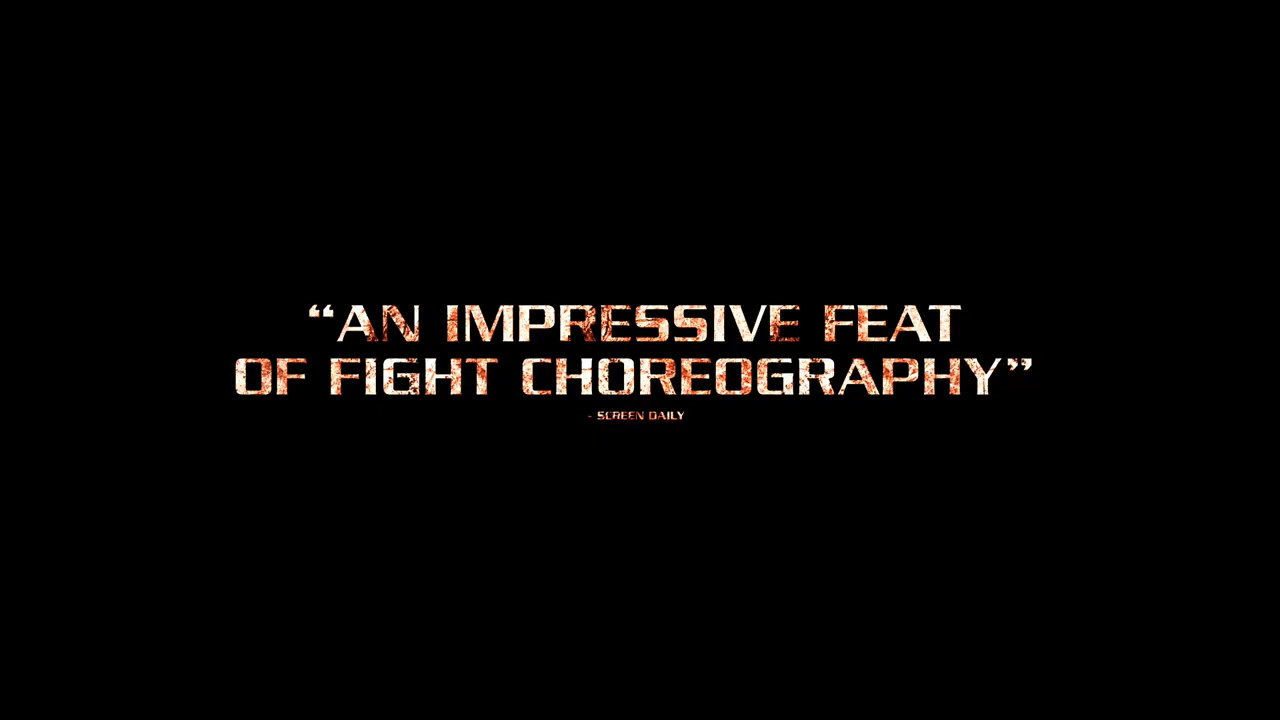 “AN IMPRESSIVE FEAT
OF FIGHT CHOREOGRAPHY”
- SCREEN DAILY